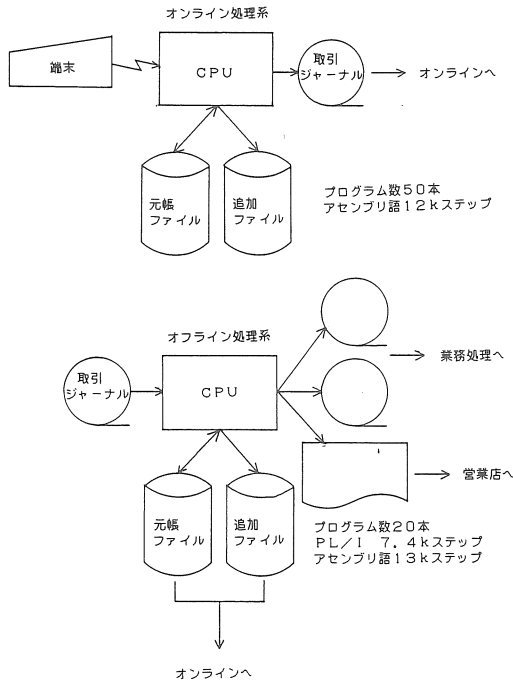 オンライン処理系
端末
CPU
取引
ジャーナル
オンラインへ
元帳
ファイル
追加
ファイル
プログラム数50本
アセンブリ語12kステップ
オフライン処理系
取引
ジャーナル
CPU
業務処理へ
営業店へ
元帳
ファイル
追加
ファイル
プログラム数20本
PL/I 7.4kステップ
アセンブリ語13kステップ
オンラインへ